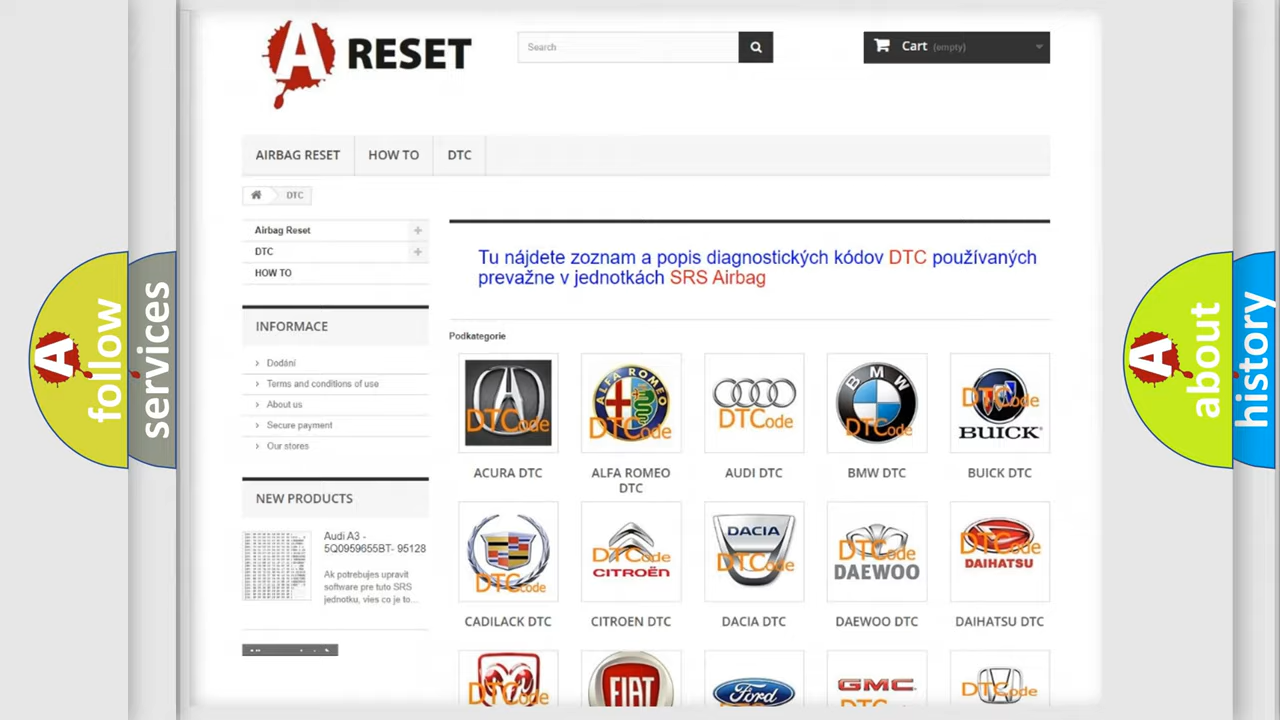 A RESET
Search
Cart (empty)
AIRBAG RESET
HOW TO
DTC
DTC
Airbag Reset
DTC
HOW TO
INFORMACE
Dodání
Terms and conditions of use
About us
Secure payment
Our stores
NEW PRODUCTS
Audi A3 -
5Q0959655BT- 95128
Ak potrebujes upravit
software pre tuto SRS
jednotku, vies co je to...
Tu nájdete zoznam a popis diagnostických kódov DTC používaných
prevažne v jednotkách SRS Airbag
Podkategorie
DTCode
ALFA ROMEO
DTCode
DTCode
BMW
DTCode
DTCode
BUICK
ACURA DTC
ALFA ROMEO
DTC
AUDI DTC
BMW DTC
BUICK DTC
DTCode
DTCode
CITROËN
DACIA
DTCode
DTCode
DAEWOO
DTCode
DAIHATSU
CADILACK DTC
CITROEN DTC
DACIA DTC
DAEWOO DTC
DAIHATSU DTC
DTCode
FIAT
Ford
GMC
DTCode
A follow
services
A about
history